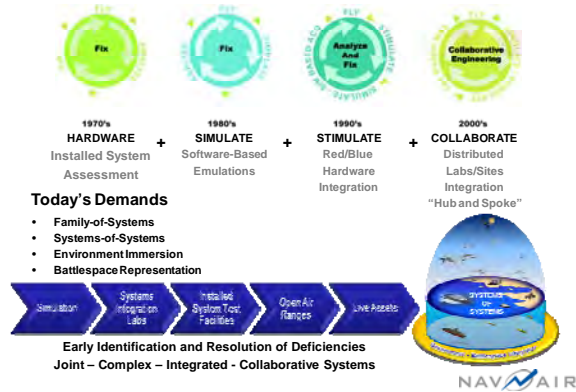 Fix
Fix
Analyze
And
Fix
Collaborative
Engineering
1970's
1980's
1990's
2000's
HARDWARE + SIMULATE + STIMULATE + COLLABORATE
Installed System
Assessment
Software-Based
Emulations
Red/Blue
Hardware
Integration
Distributed
Labs/Sites
Integration
“Hub and Spoke”
Today's Demands
• Family-of-Systems
• Systems-of-Systems
• Environment Immersion
• Battlespace Representation
Simulation
Systems
Integration
Labs
Installed
System Test
Facilities
Open Air
Ranges
Live Assets
SYSTEMS
OF
SYSTEMS
Early Identification and Resolution of Deficiencies
Joint – Complex – Integrated - Collaborative Systems
NAVAIR